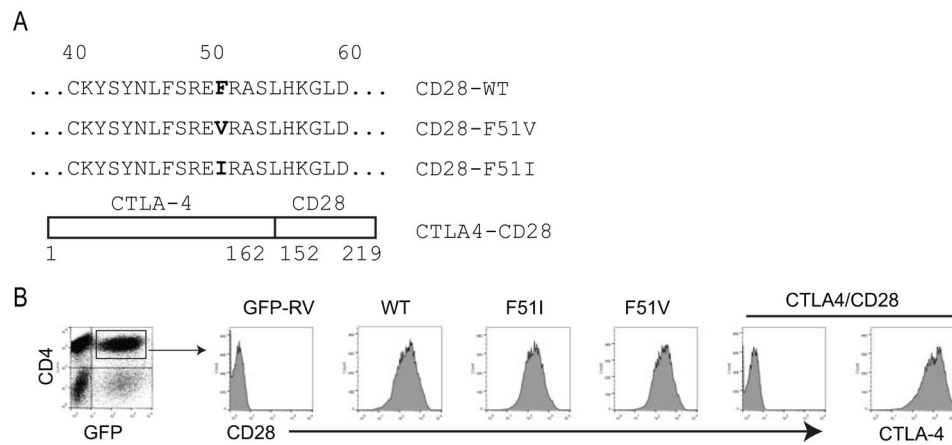 A
40 50 60
...CKYSYNLFSREFRASLHKGLD... CD28-WT
...CKYSYNLFSREVRASLHKGLD... CD28-F51V
...CKYSYNLFSREIRASLHKGLD... CD28-F51I
CTLA-4 CD28
CTLA4-CD28
1 162 152 219
B
GFP-RV WT F51I F51V CTLA4/CD28
CD4
GFP CD28 CTLA-4